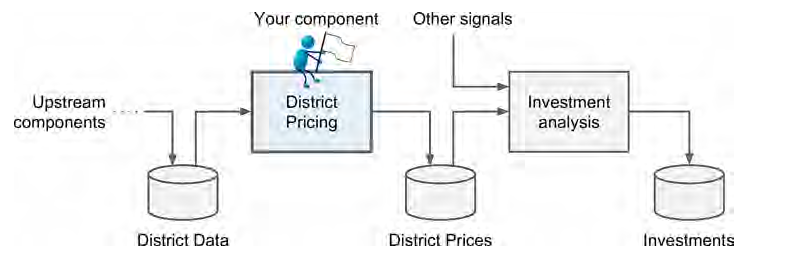 Your component
Other signals
Upstream
components
District
Pricing
Investment
analysis
District Data
District Prices
Investments